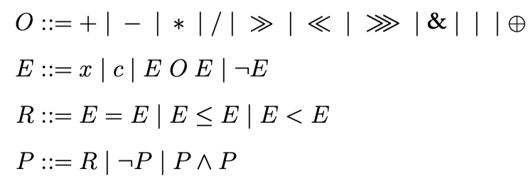 O ::= + | − | ∗ | / | ≫ | ≪ | ⋙ | & | | | ⊕
E ::= x | c | E O E | ¬E
R ::= E = E | E ≤ E | E < E
P ::= R | ¬P | P ∧ P